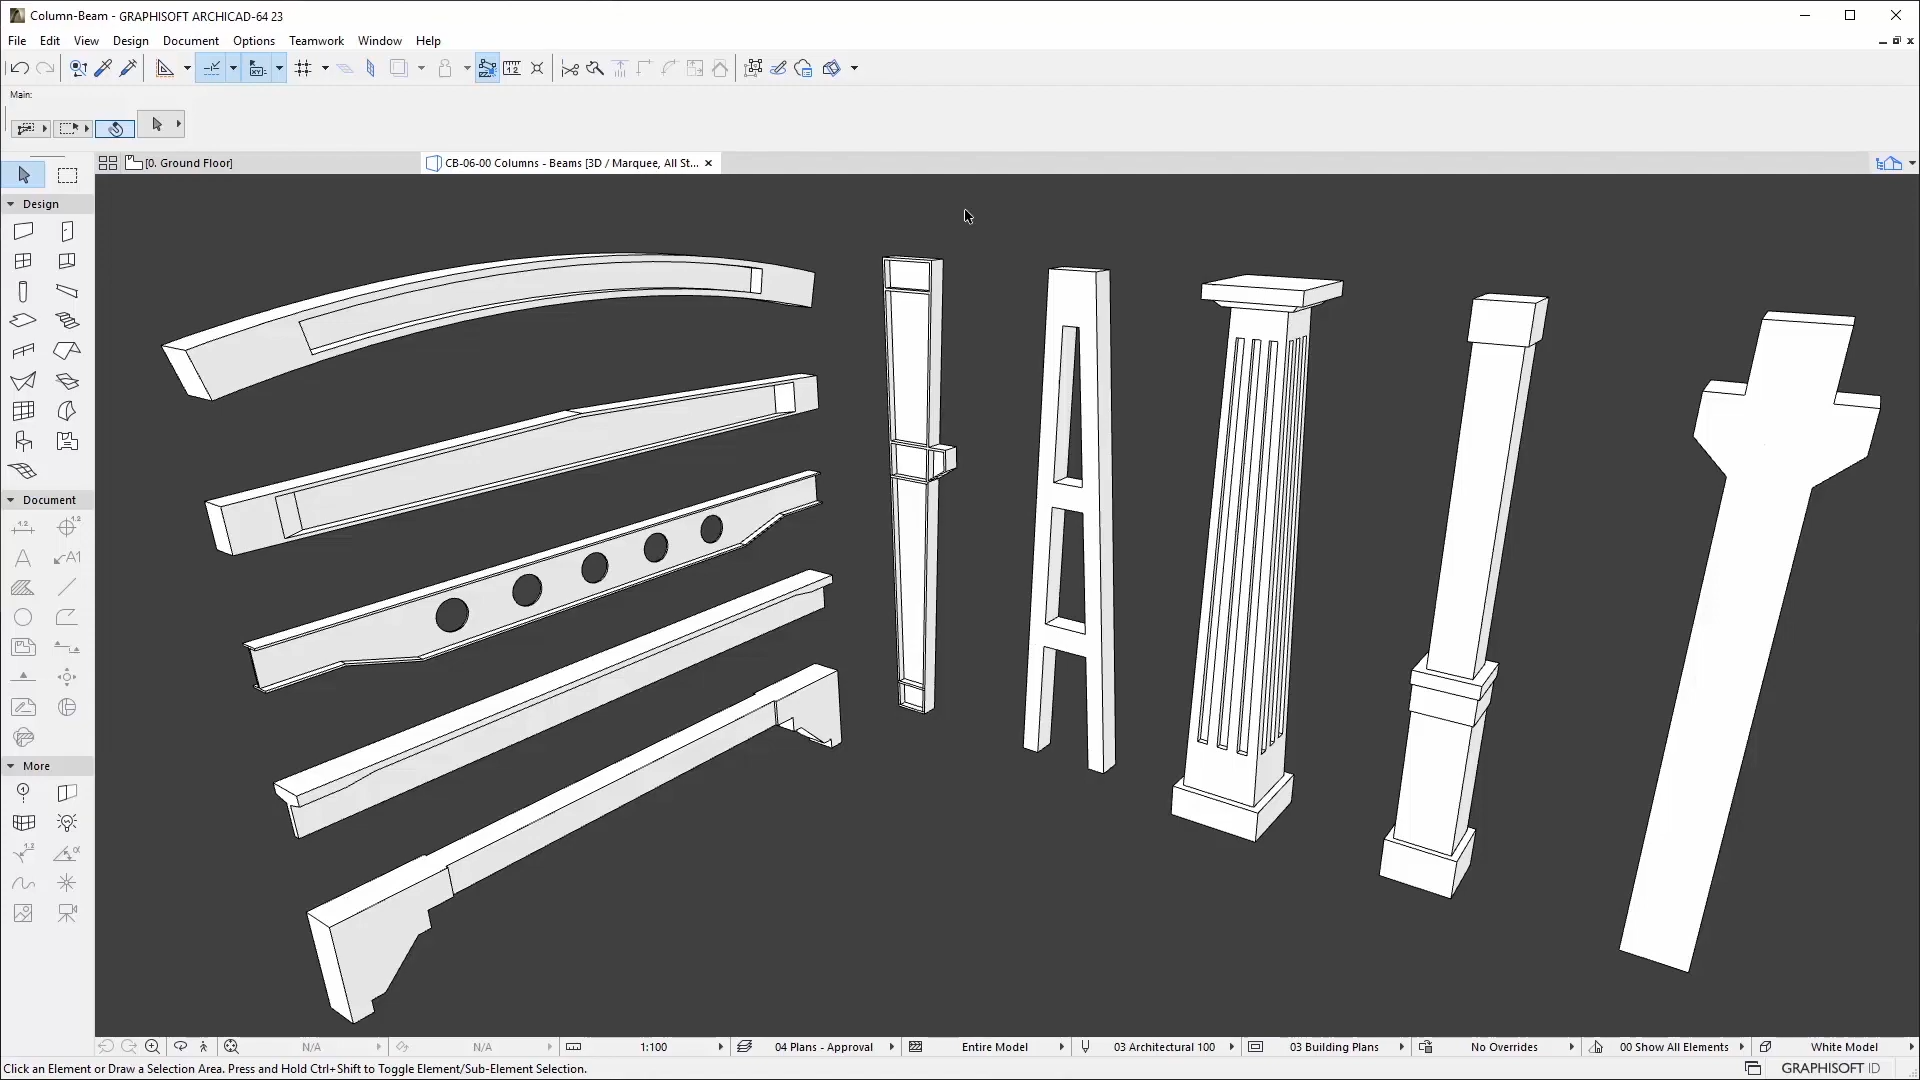 Column-Beam - GRAPHISOFT ARCHICAD-64 23
File Edit View Design Document Options Teamwork Window Help
Main:
[0. Ground Floor]
CB-06-00 Columns - Beams [3D / Marquee, All St...
Design
Document
More
N/A
N/A
1:100
04 Plans - Approval
Entire Model
03 Architectural 100
03 Building Plans
No Overrides
00 Show All Elements
White Model
Click an Element or Draw a Selection Area. Press and Hold Ctrl+Shift to Toggle Element/Sub-Element Selection.
GRAPHISOFT ID